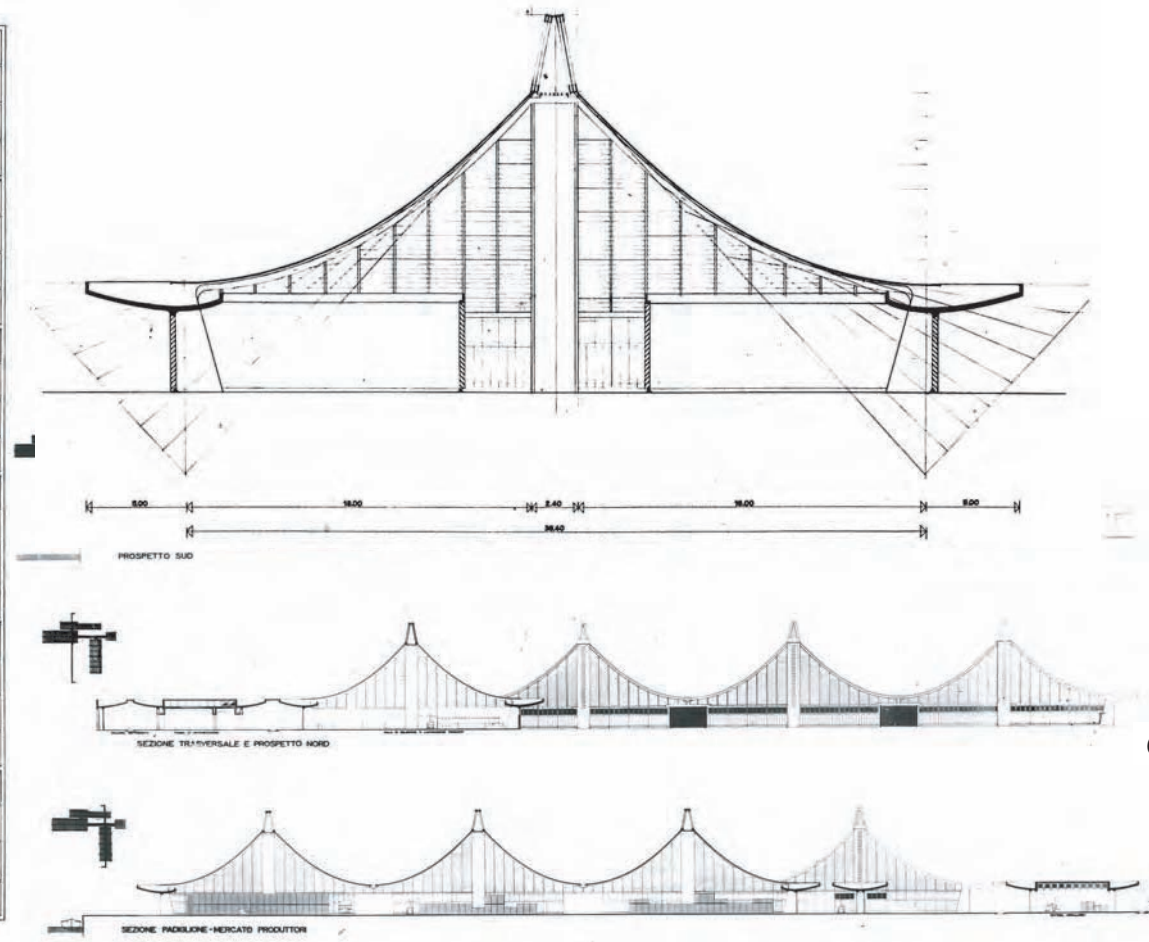 5.00 18.00 2.40 18.00 5.00
38.40
PROSPETTO SUD
SEZIONE TRASVERSALE E PROSPETTO NORD
SEZIONE PADIGLIONE-MERCATO PRODUTTORI